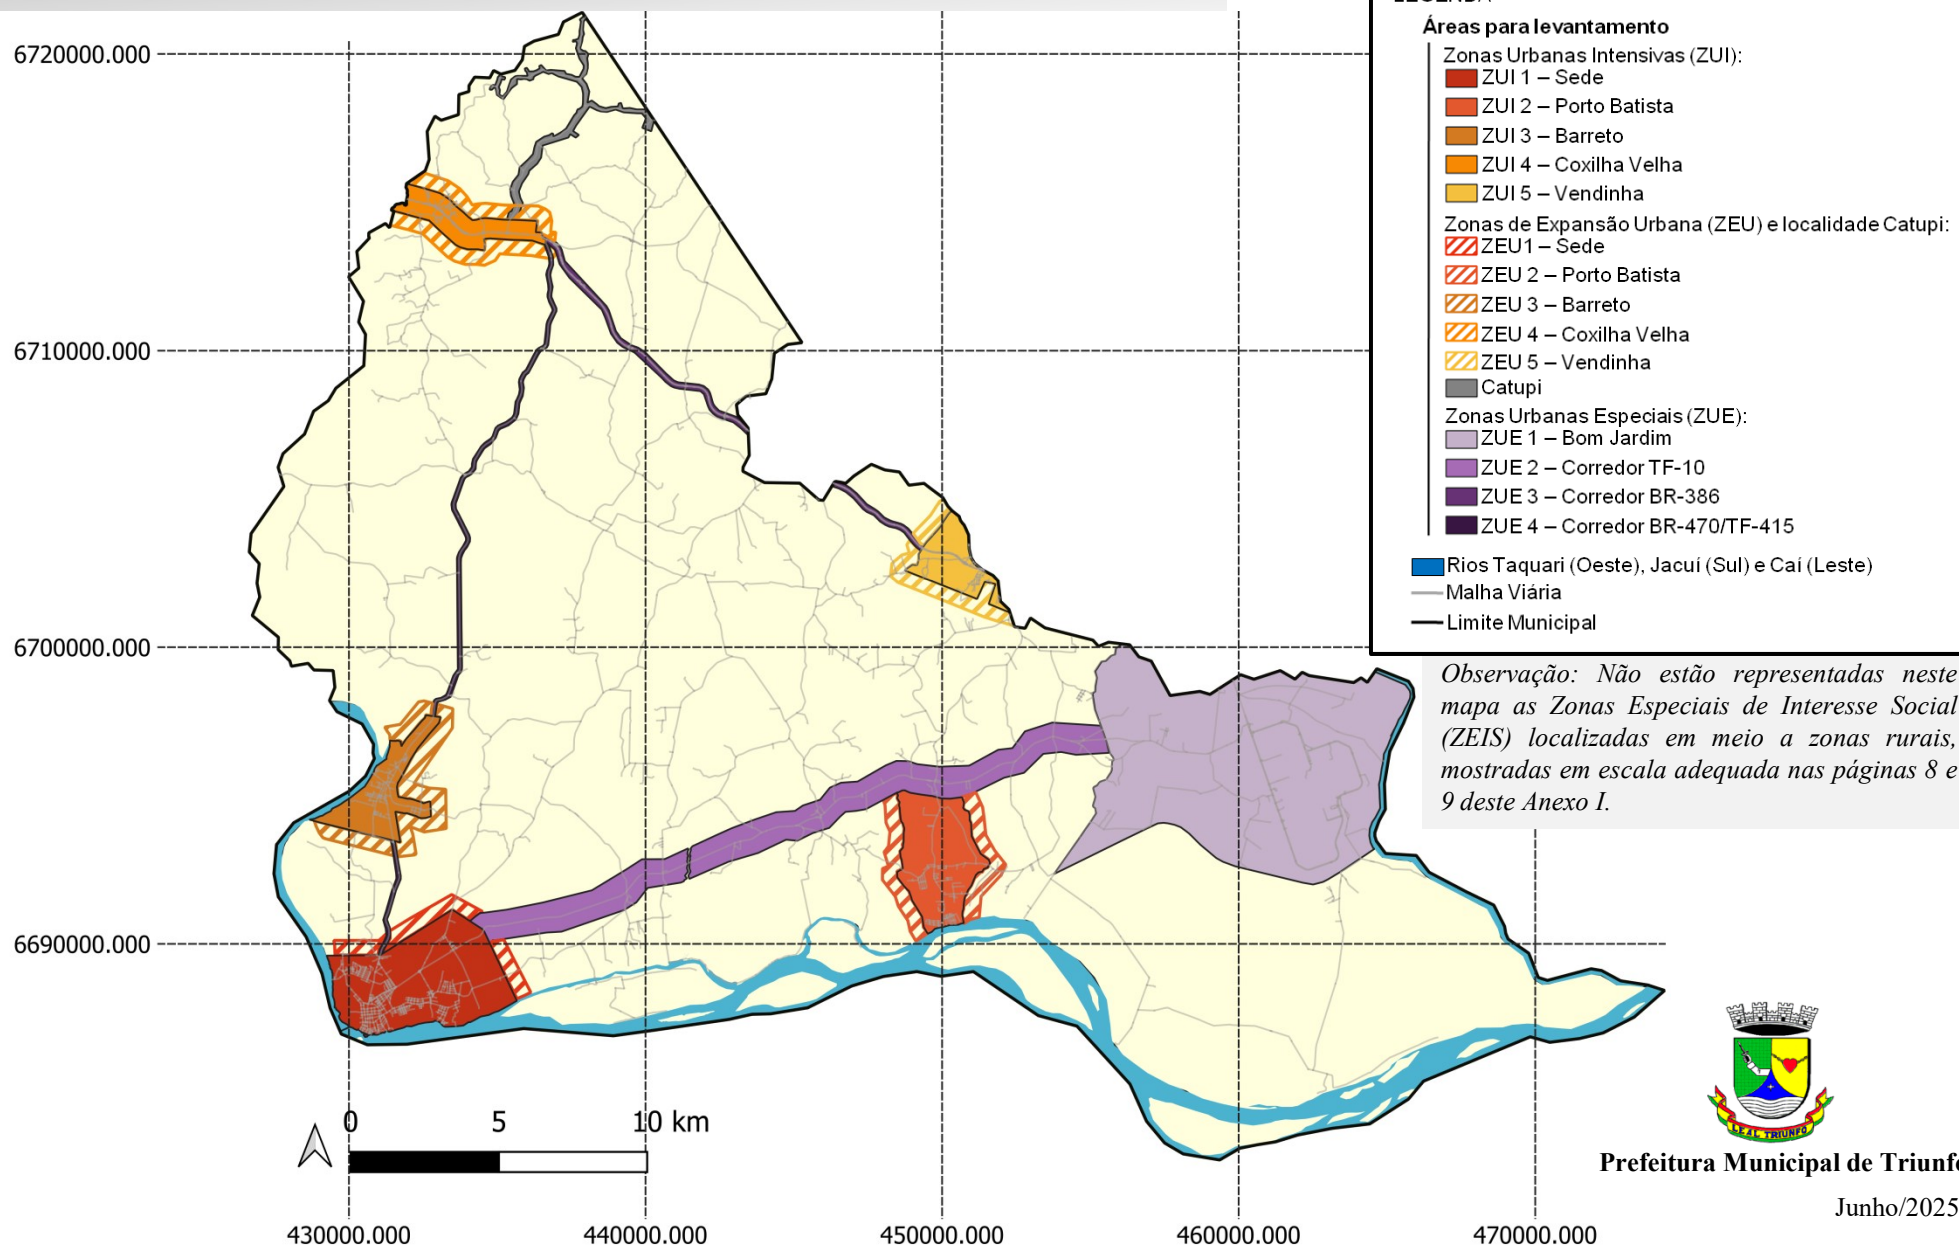 Áreas para levantamento
Zonas Urbanas Intensivas (ZUI):
ZUI 1 – Sede
ZUI 2 – Porto Batista
ZUI 3 – Barreto
ZUI 4 – Coxilha Velha
ZUI 5 – Vendinha
Zonas de Expansão Urbana (ZEU) e localidade Catupi:
ZEU1 – Sede
ZEU 2 – Porto Batista
ZEU 3 – Barreto
ZEU 4 – Coxilha Velha
ZEU 5 – Vendinha
Catupi
Zonas Urbanas Especiais (ZUE):
ZUE 1 – Bom Jardim
ZUE 2 – Corredor TF-10
ZUE 3 – Corredor BR-386
ZUE 4 – Corredor BR-470/TF-415
Rios Taquari (Oeste), Jacuí (Sul) e Caí (Leste)
Malha Viária
Limite Municipal
Observação: Não estão representadas neste
mapa as Zonas Especiais de Interesse Social
(ZEIS) localizadas em meio a zonas rurais,
mostradas em escala adequada nas páginas 8 e
9 deste Anexo I.
6720000.000
6710000.000
6700000.000
6690000.000
0 5 10 km
430000.000 440000.000 450000.000 460000.000 470000.000
LEAL TRIUNFO
Prefeitura Municipal de Triunfo
Junho/2025